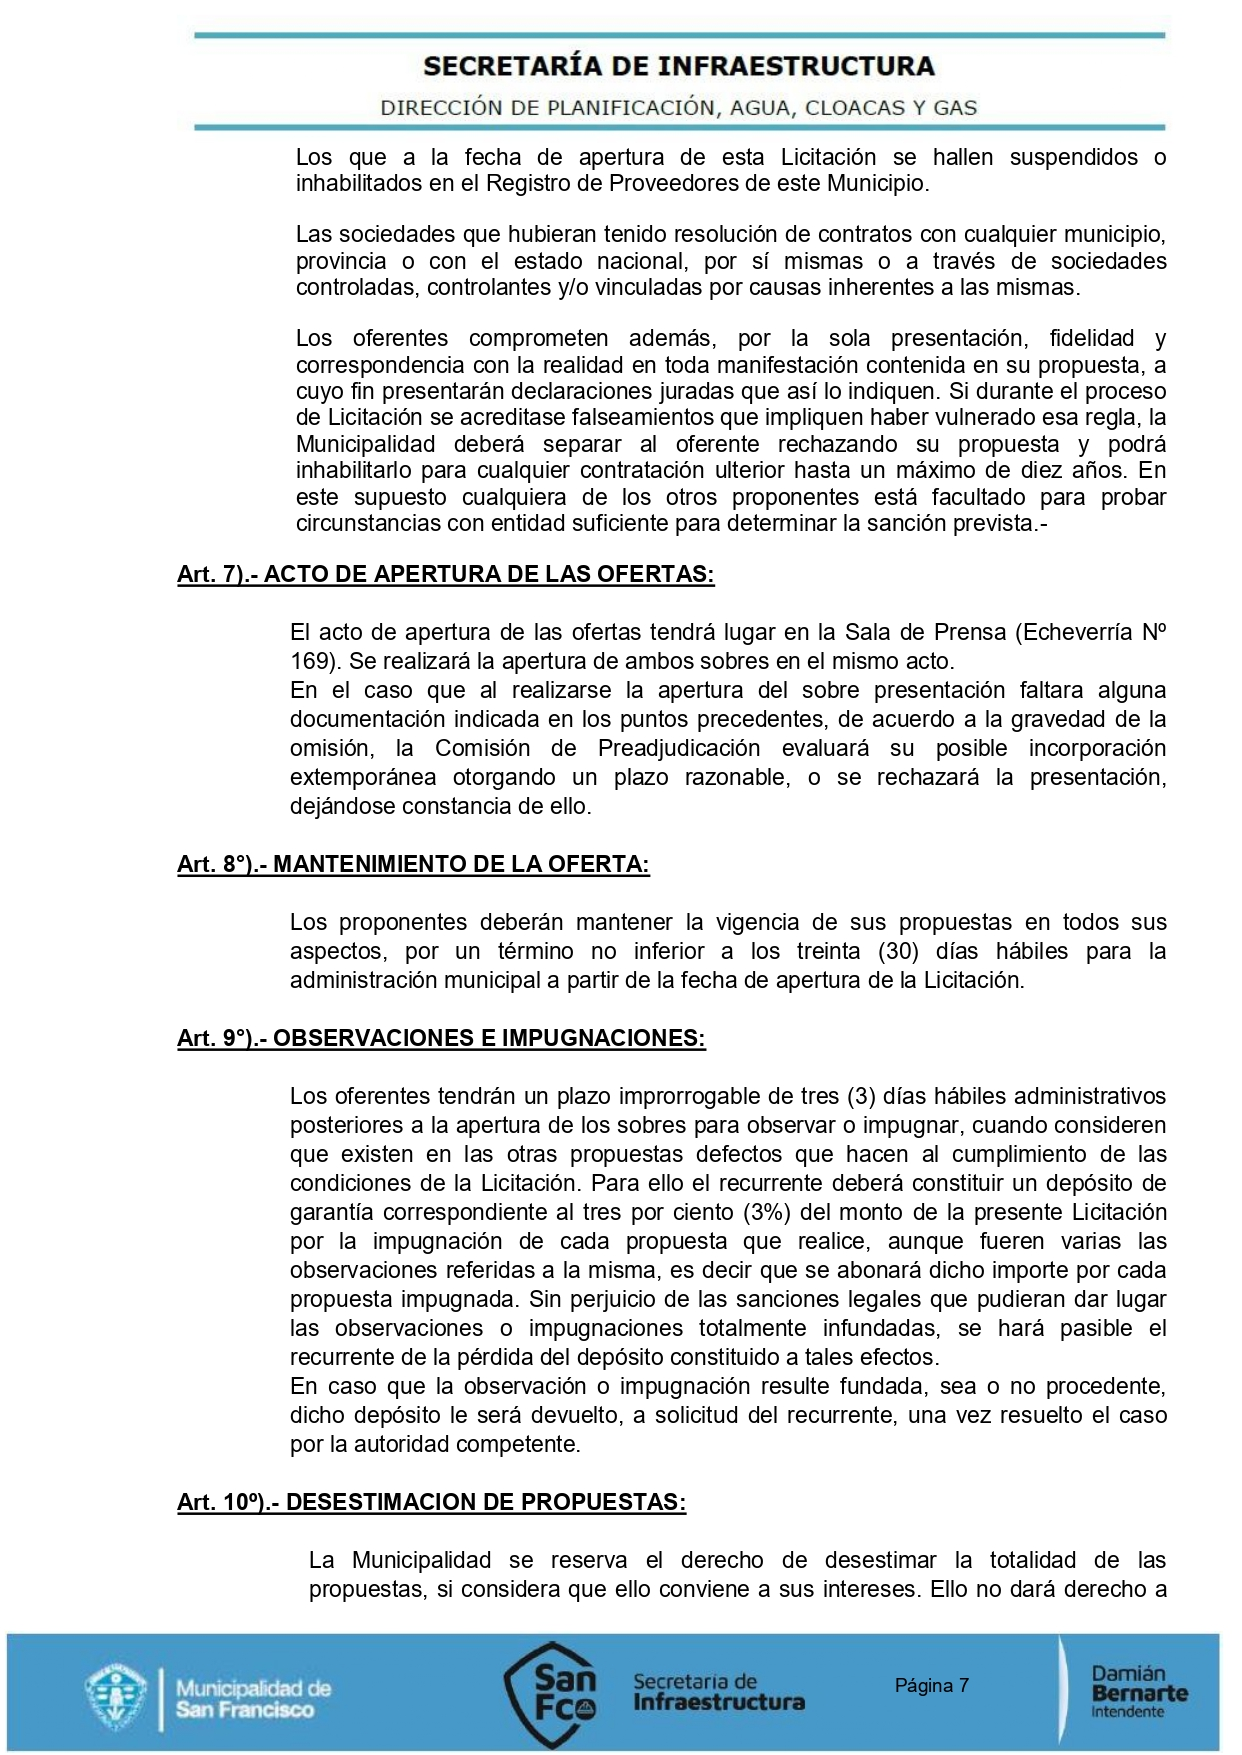 SECRETARÍA DE INFRAESTRUCTURA
DIRECCIÓN DE PLANIFICACIÓN, AGUA, CLOACAS Y GAS
Los que a la fecha de apertura de esta Licitación se hallen suspendidos o
inhabilitados en el Registro de Proveedores de este Municipio.
Las sociedades que hubieran tenido resolución de contratos con cualquier municipio,
provincia o con el estado nacional, por sí mismas o a través de sociedades
controladas, controlantes y/o vinculadas por causas inherentes a las mismas.
Los oferentes comprometen además, por la sola presentación, fidelidad y
correspondencia con la realidad en toda manifestación contenida en su propuesta, a
cuyo fin presentarán declaraciones juradas que así lo indiquen. Si durante el proceso
de Licitación se acreditase falseamientos que impliquen haber vulnerado esa regla, la
Municipalidad deberá separar al oferente rechazando su propuesta y podrá
inhabilitarlo para cualquier contratación ulterior hasta un máximo de diez años. En
este supuesto cualquiera de los otros proponentes está facultado para probar
circunstancias con entidad suficiente para determinar la sanción prevista.-
Art. 7).- ACTO DE APERTURA DE LAS OFERTAS:
El acto de apertura de las ofertas tendrá lugar en la Sala de Prensa (Echeverría Nº
169). Se realizará la apertura de ambos sobres en el mismo acto.
En el caso que al realizarse la apertura del sobre presentación faltara alguna
documentación indicada en los puntos precedentes, de acuerdo a la gravedad de la
omisión, la Comisión de Preadjudicación evaluará su posible incorporación
extemporánea otorgando un plazo razonable, o se rechazará la presentación,
dejándose constancia de ello.
Art. 8°).- MANTENIMIENTO DE LA OFERTA:
Los proponentes deberán mantener la vigencia de sus propuestas en todos sus
aspectos, por un término no inferior a los treinta (30) días hábiles para la
administración municipal a partir de la fecha de apertura de la Licitación.
Art. 9°).- OBSERVACIONES E IMPUGNACIONES:
Los oferentes tendrán un plazo improrrogable de tres (3) días hábiles administrativos
posteriores a la apertura de los sobres para observar o impugnar, cuando consideren
que existen en las otras propuestas defectos que hacen al cumplimiento de las
condiciones de la Licitación. Para ello el recurrente deberá constituir un depósito de
garantía correspondiente al tres por ciento (3%) del monto de la presente Licitación
por la impugnación de cada propuesta que realice, aunque fueren varias las
observaciones referidas a la misma, es decir que se abonará dicho importe por cada
propuesta impugnada. Sin perjuicio de las sanciones legales que pudieran dar lugar
las observaciones o impugnaciones totalmente infundadas, se hará pasible el
recurrente de la pérdida del depósito constituido a tales efectos.
En caso que la observación o impugnación resulte fundada, sea o no procedente,
dicho depósito le será devuelto, a solicitud del recurrente, una vez resuelto el caso
por la autoridad competente.
Art. 10º).- DESESTIMACION DE PROPUESTAS:
La Municipalidad se reserva el derecho de desestimar la totalidad de las
propuestas, si considera que ello conviene a sus intereses. Ello no dará derecho a
Municipalidad de
San Francisco
San
Fco
Secretaría de
Infraestructura
Página 7
Damián
Bernarte
Intendente